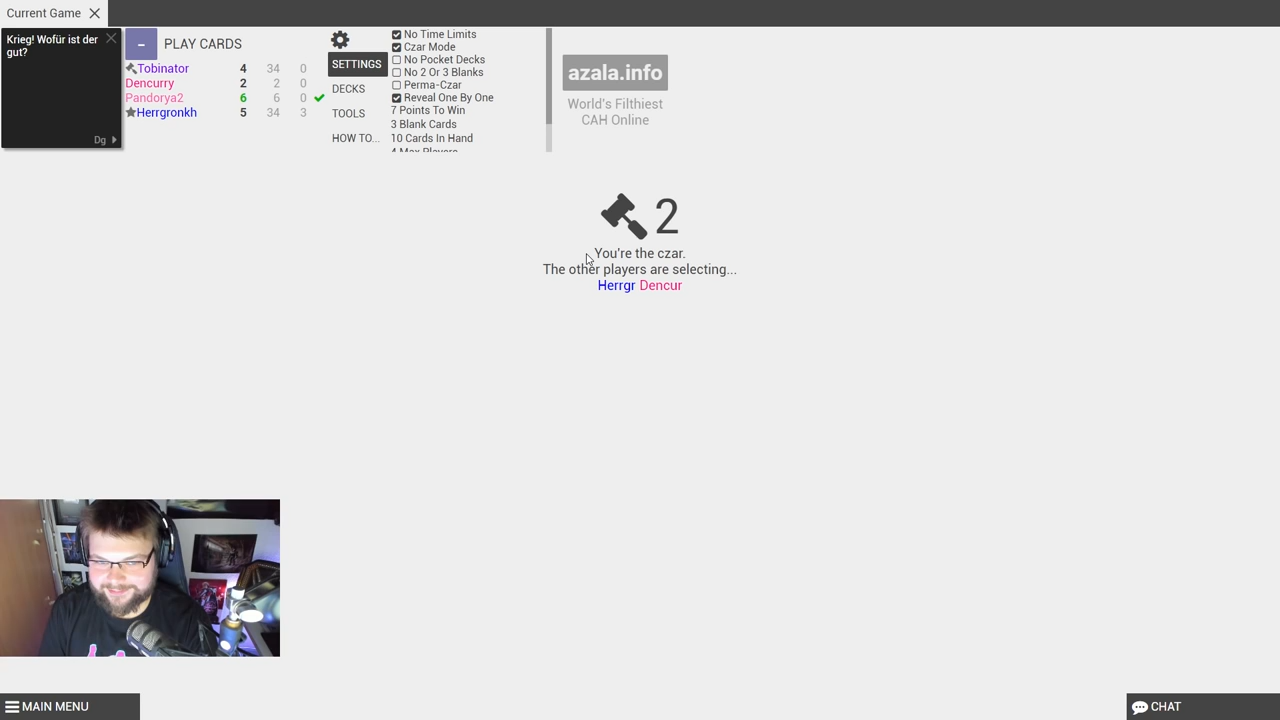 Current Game
Krieg! Wofür ist der
gut?
Dg
-
PLAY CARDS
Tobinator 4 34 0
Dencurry 2 2 0
Pandorya2 6 6 0
Herrgronkh 5 34 3
SETTINGS
DECKS
TOOLS
HOW TO...
No Time Limits
Czar Mode
No Pocket Decks
No 2 Or 3 Blanks
Perma-Czar
Reveal One By One
7 Points To Win
3 Blank Cards
10 Cards In Hand
4 Max Players
azala.info
World's Filthiest
CAH Online
2
You're the czar.
The other players are selecting...
Herrgr Dencur
MAIN MENU
CHAT